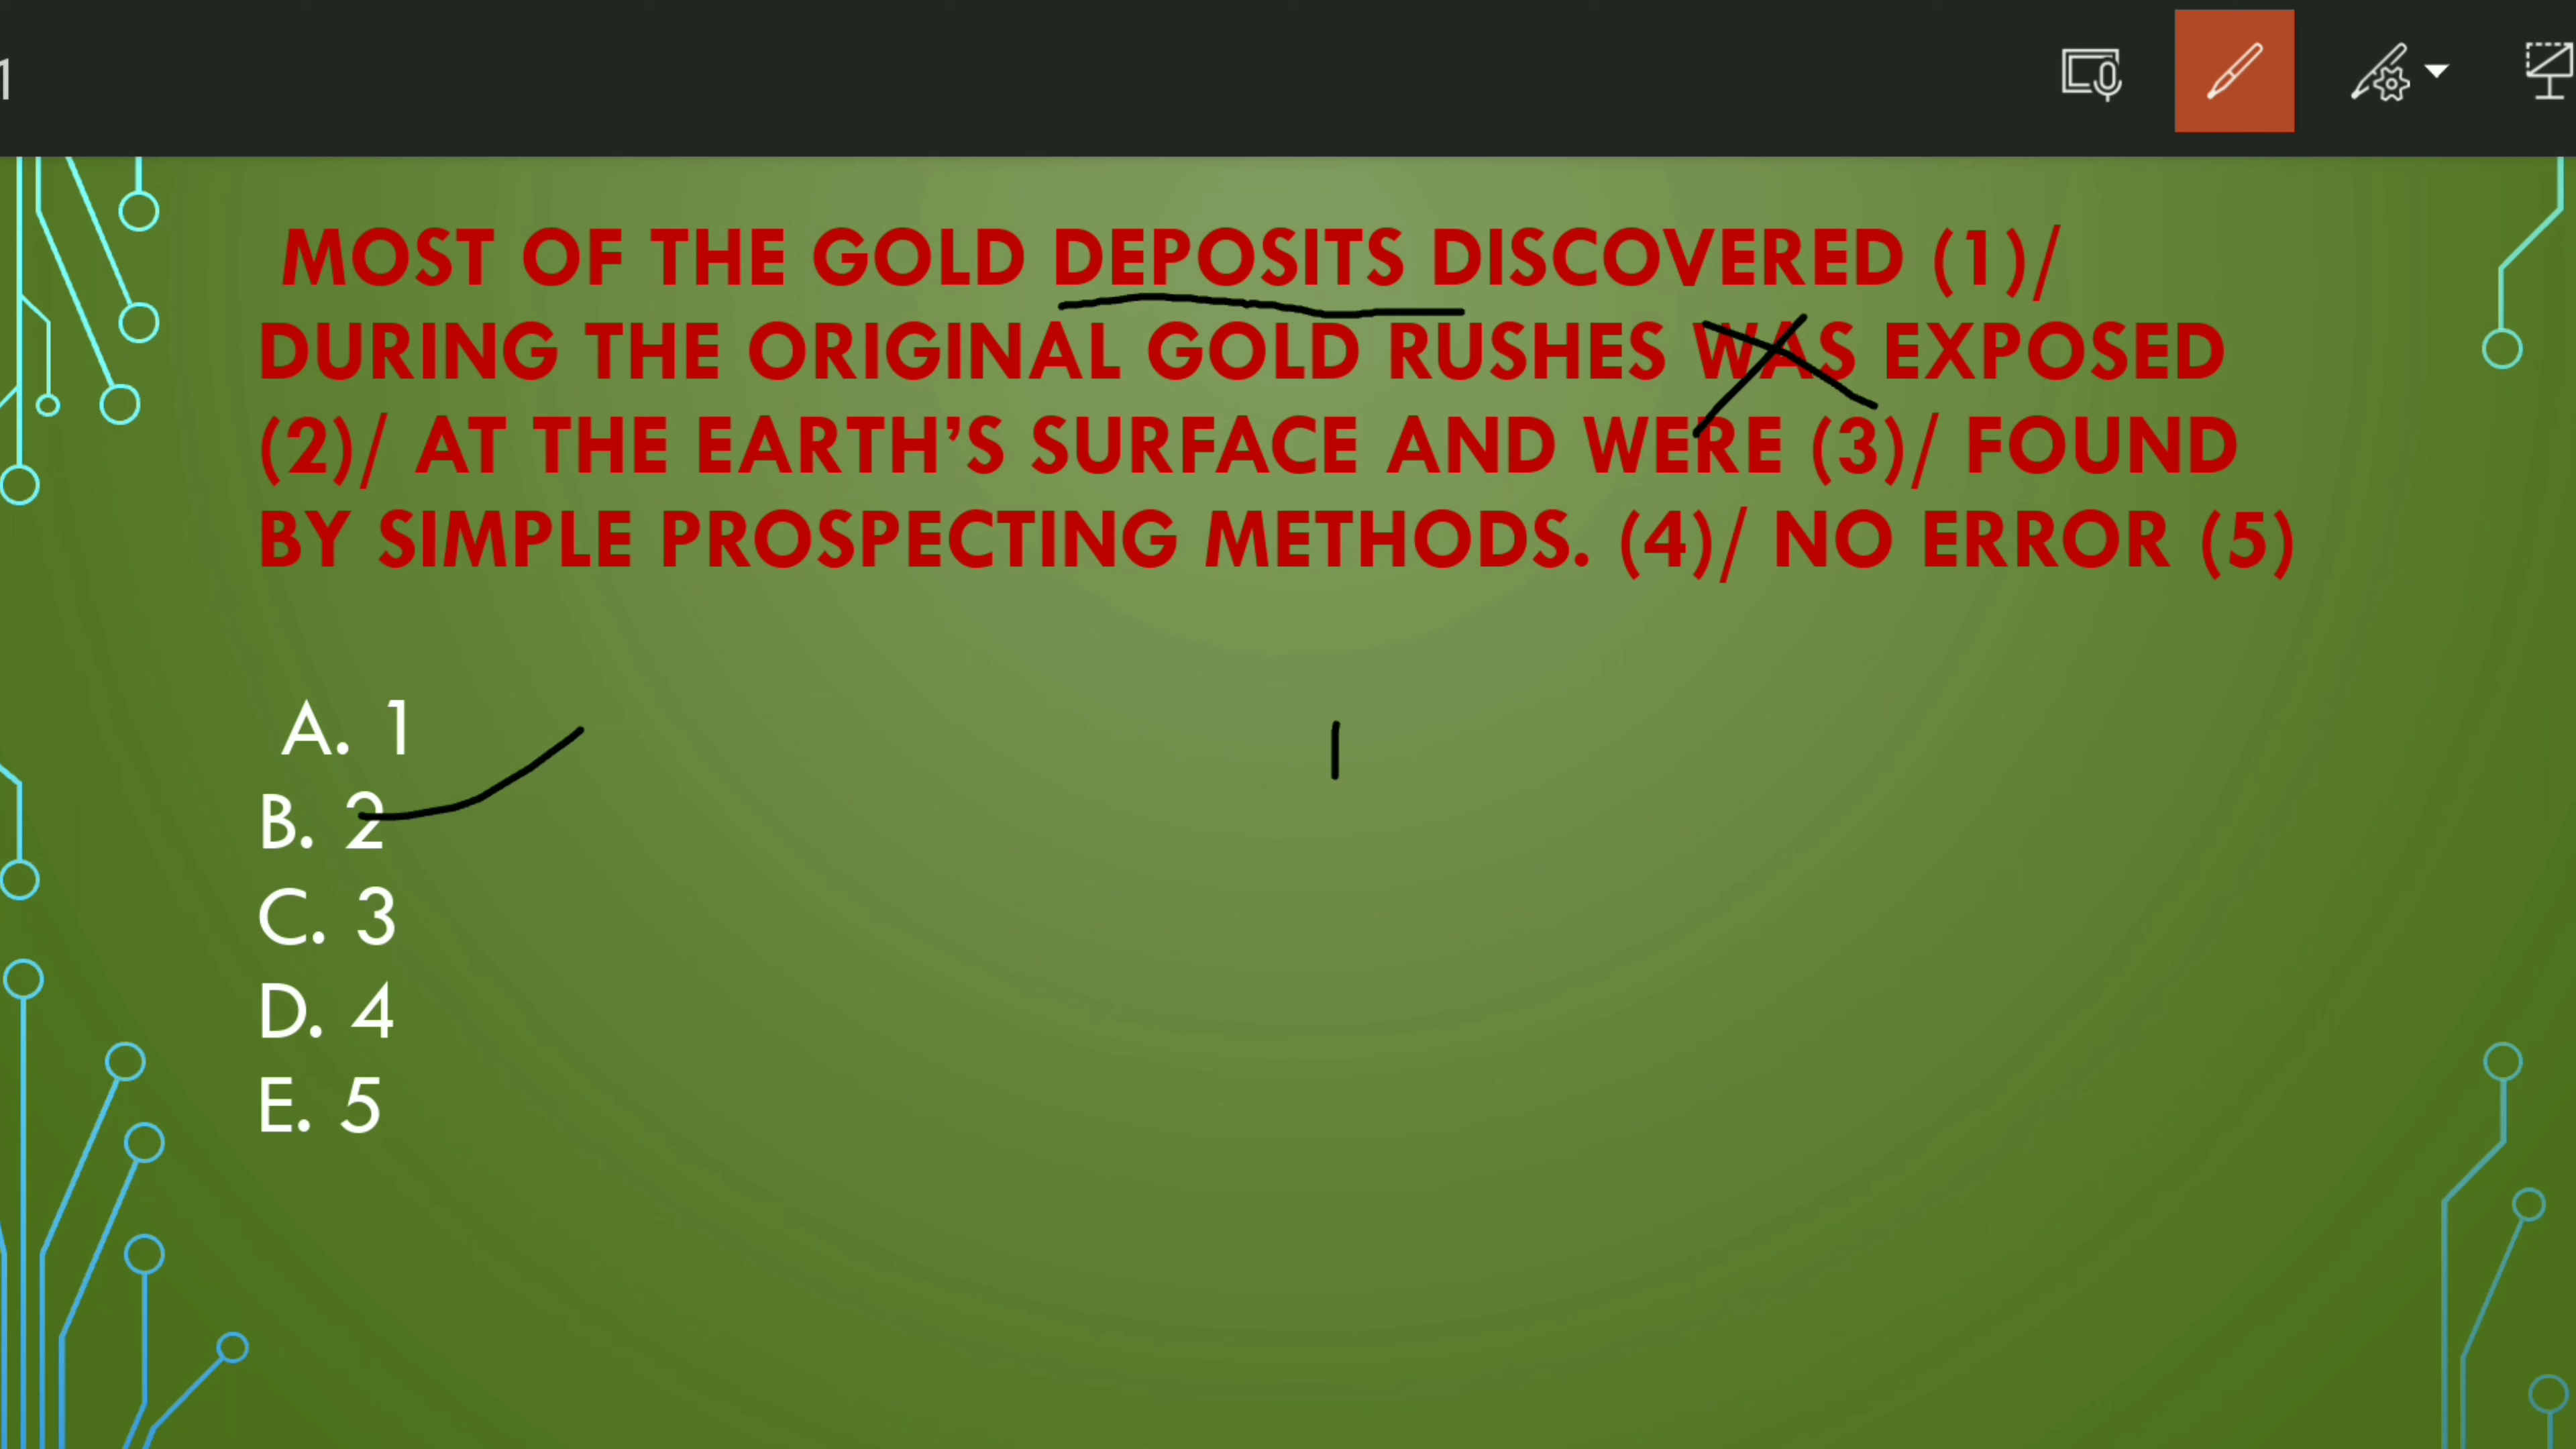 1
MOST OF THE GOLD DEPOSITS DISCOVERED (1)/
DURING THE ORIGINAL GOLD RUSHES WAS EXPOSED
(2)/ AT THE EARTH’S SURFACE AND WERE (3)/ FOUND
BY SIMPLE PROSPECTING METHODS. (4)/ NO ERROR (5)
A. 1
B. 2
C. 3
D. 4
E. 5